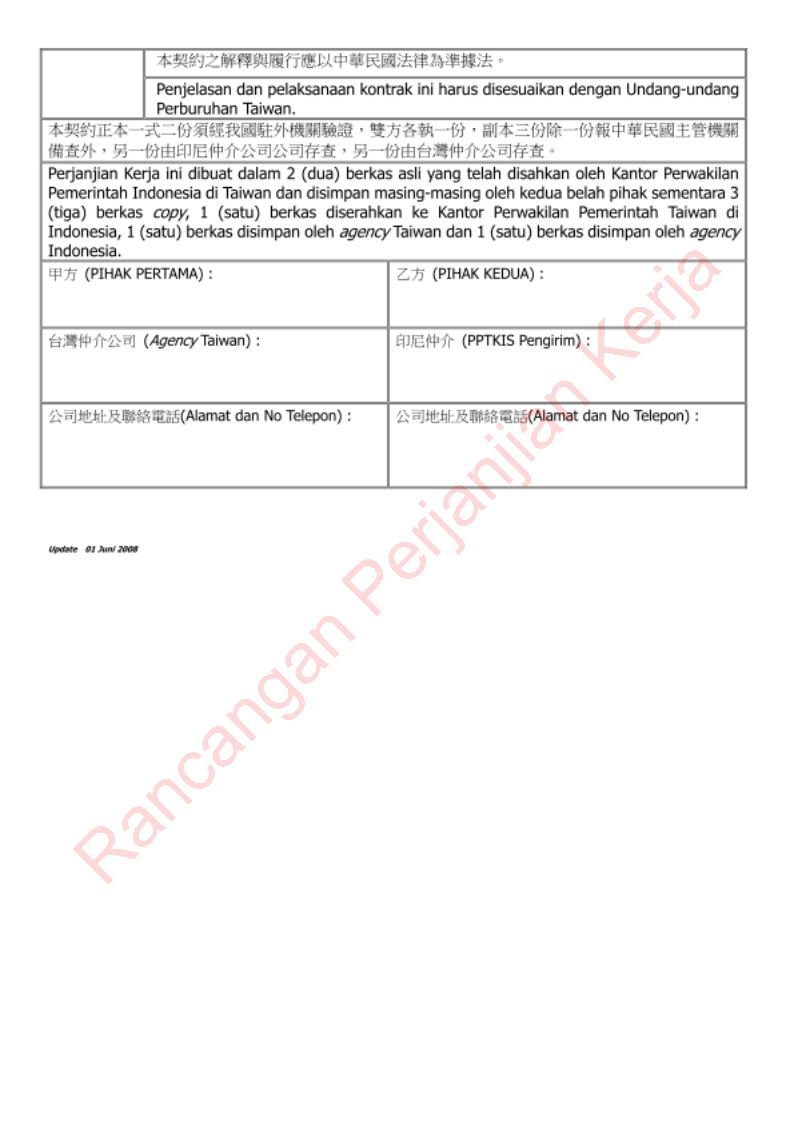 本契約之解釋與履行應以中華民國法律為準據法。
Penjelasan dan pelaksanaan kontrak ini harus disesuaikan dengan Undang-undang
Perburuhan Taiwan.
本契約正本一式二份須經我國駐外機關驗證，雙方各執一份，副本三份除一份報中華民國主管機關
備查外，另一份由印尼仲介公司公司存查，另一份由台灣仲介公司存查。
Perjanjian Kerja ini dibuat dalam 2 (dua) berkas asli yang telah disahkan oleh Kantor Perwakilan
Pemerintah Indonesia di Taiwan dan disimpan masing-masing oleh kedua belah pihak sementara 3
(tiga) berkas copy, 1 (satu) berkas diserahkan ke Kantor Perwakilan Pemerintah Taiwan di
Indonesia, 1 (satu) berkas disimpan oleh agency Taiwan dan 1 (satu) berkas disimpan oleh agency
Indonesia.
甲方 (PIHAK PERTAMA) :
乙方 (PIHAK KEDUA) :
台灣仲介公司 (Agency Taiwan) :
印尼仲介 (PPTKIS Pengirim) :
公司地址及聯絡電話(Alamat dan No Telepon) :
公司地址及聯絡電話(Alamat dan No Telepon) :
Update 01 Juni 2008
Rancangan Perjanjian Kerja